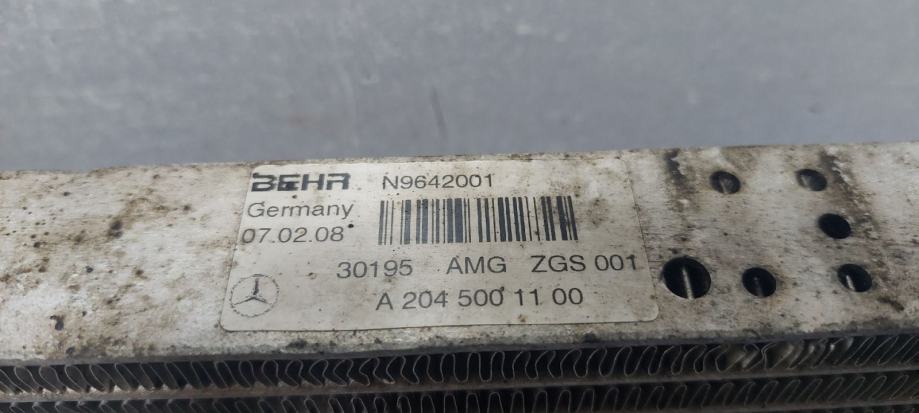 BEHR N9642001
Germany
07.02.08
30195 AMG ZGS 001
A 204 500 11 00